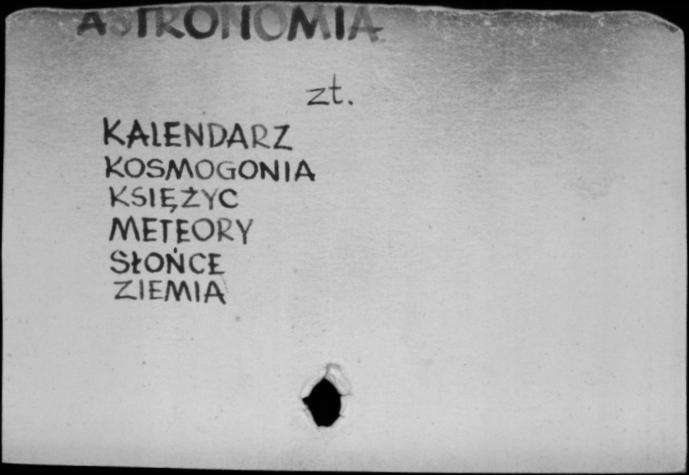 ASTRONOMIA
zt.
KALENDARZ
KOSMOGONIA
KSIĘŻYC
METEORY
SŁOŃCE
ZIEMIA